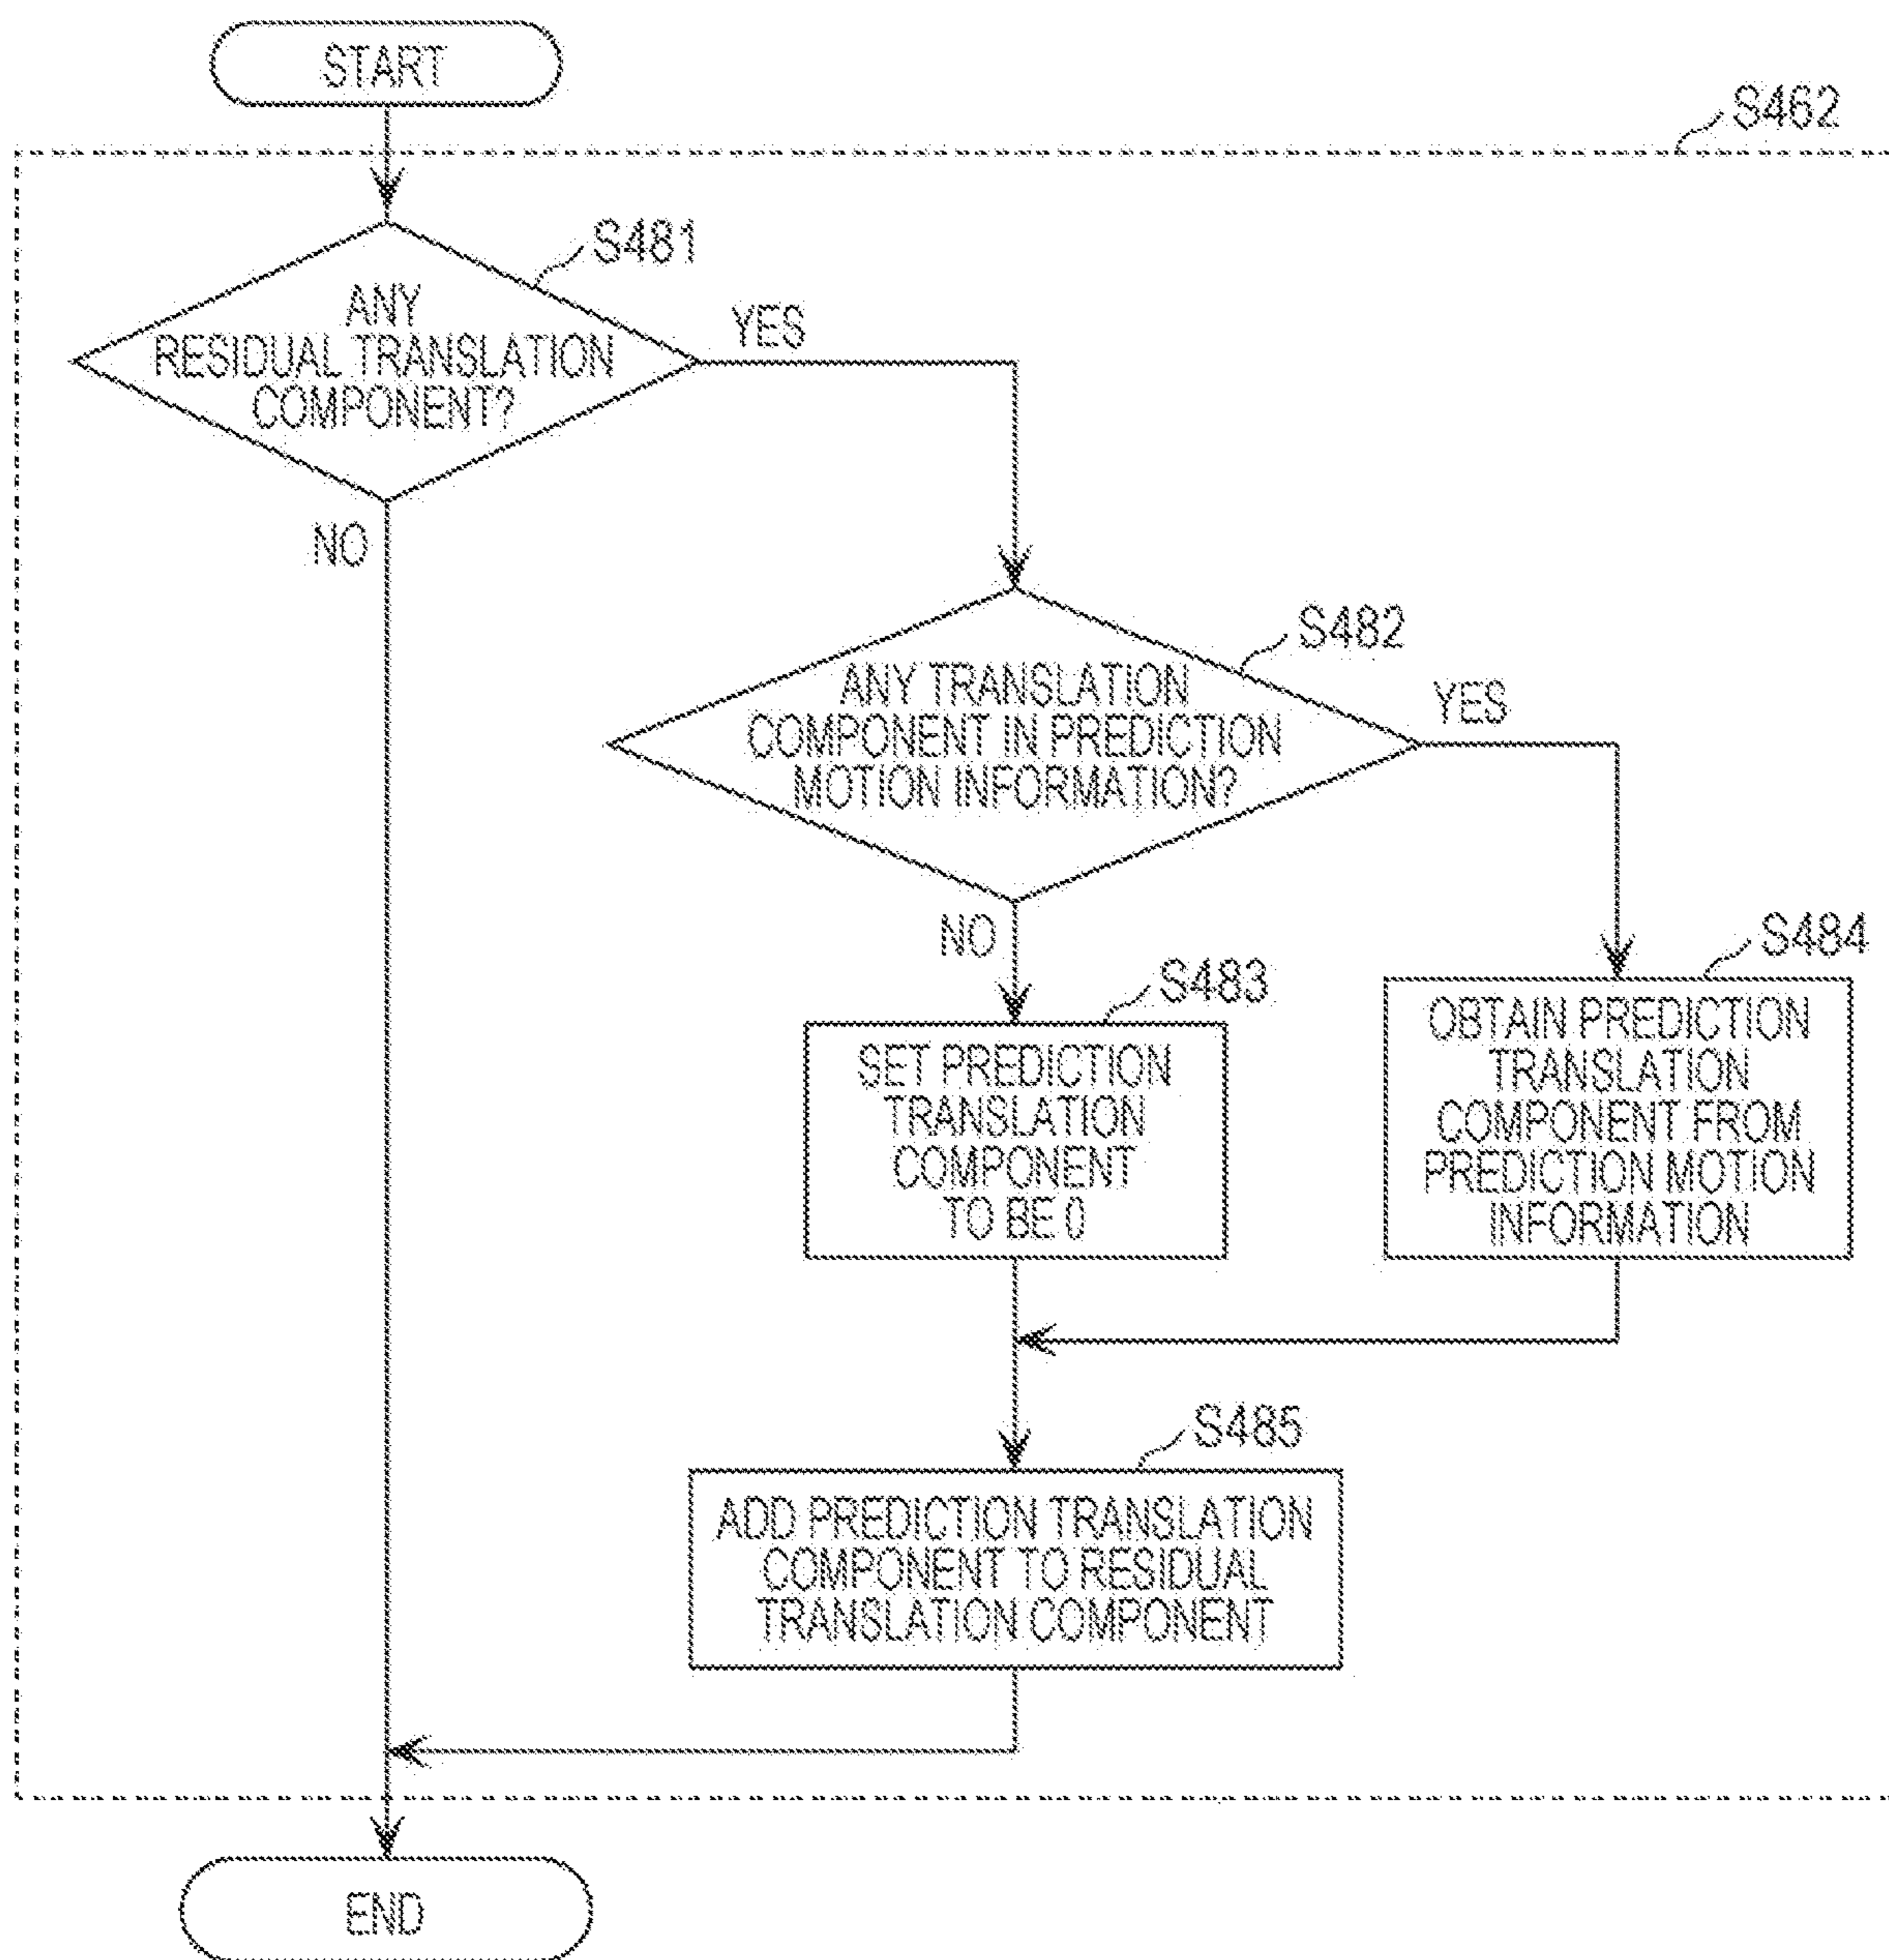 START
S462
S481
ANY
RESIDUAL TRANSLATION
COMPONENT?
YES
NO
S482
ANY TRANSLATION
COMPONENT IN PREDICTION
MOTION INFORMATION?
YES
NO
S483
SET PREDICTION
TRANSLATION
COMPONENT
TO BE 0
S484
OBTAIN PREDICTION
TRANSLATION
COMPONENT FROM
PREDICTION MOTION
INFORMATION
S485
ADD PREDICTION TRANSLATION
COMPONENT TO RESIDUAL
TRANSLATION COMPONENT
END